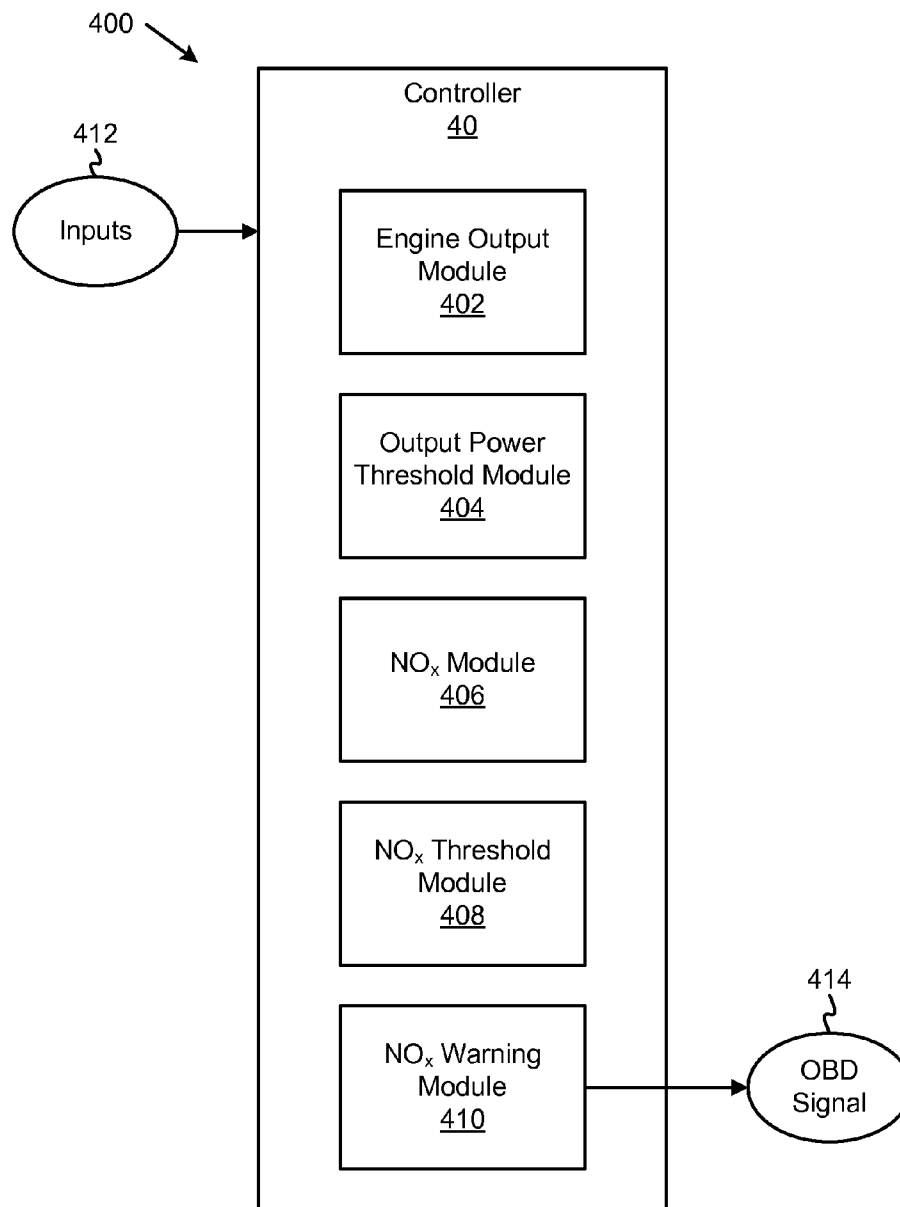 400
Controller
40
412
Inputs
Engine Output
Module
402
Output Power
Threshold Module
404
NOx Module
406
NOx Threshold
Module
408
414
NOx Warning
Module
410
OBD
Signal